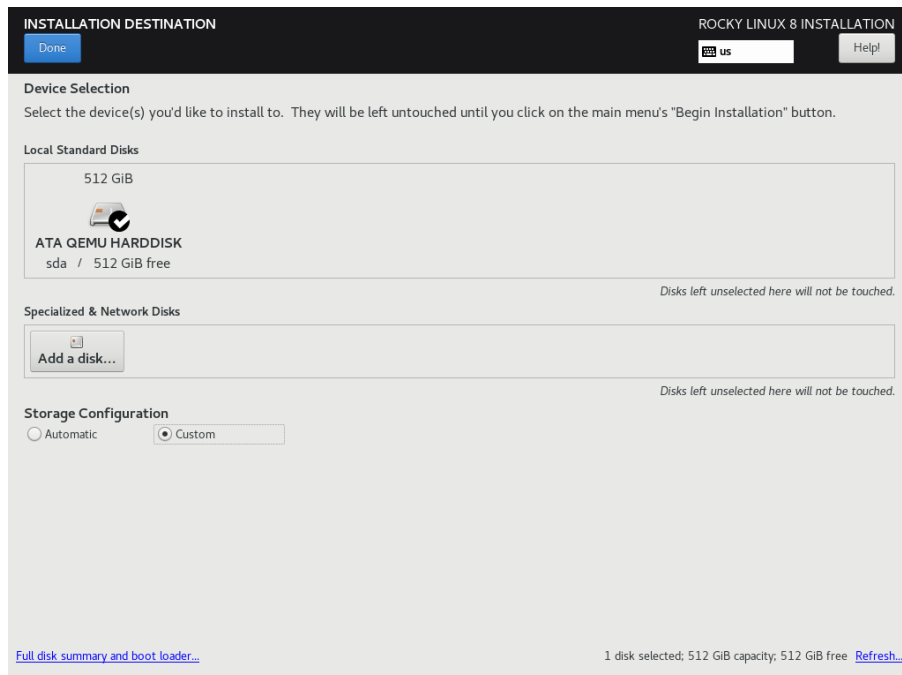 INSTALLATION DESTINATION
ROCKY LINUX 8 INSTALLATION
Done
us
Help!
Device Selection
Select the device(s) you'd like to install to.  They will be left untouched until you click on the main menu's "Begin Installation" button.
Local Standard Disks
512 GiB
ATA QEMU HARDDISK
sda / 512 GiB free
Disks left unselected here will not be touched.
Specialized & Network Disks
Add a disk...
Disks left unselected here will not be touched.
Storage Configuration
Automatic
Custom
Full disk summary and boot loader...
1 disk selected; 512 GiB capacity; 512 GiB free
Refresh...